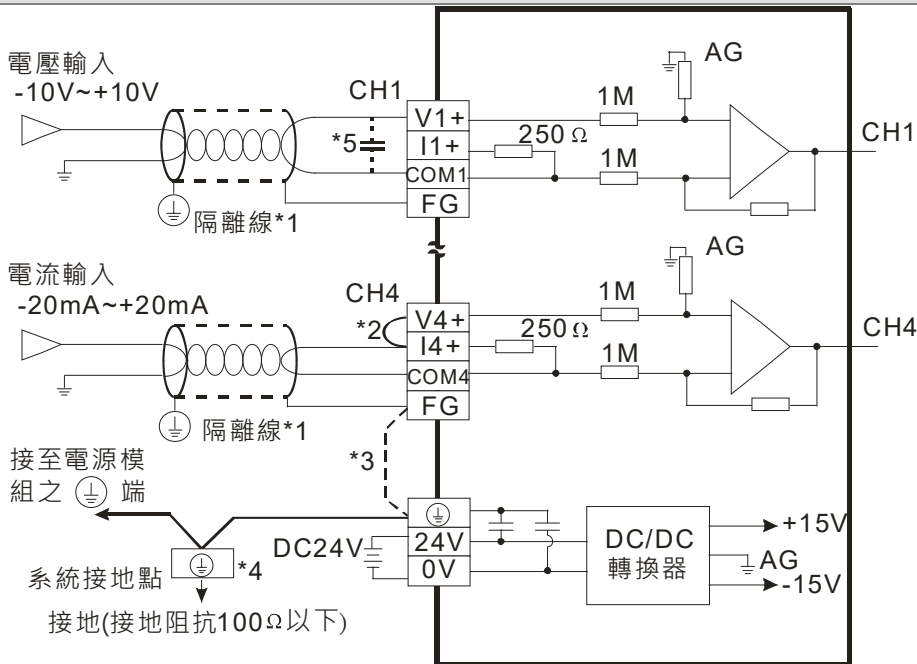 電壓輸入
-10V~+10V
CH1
V1+
I1+
COM1
FG
*5
250 Ω
1M
1M
AG
CH1
隔離線*1
電流輸入
-20mA~+20mA
CH4
*2
V4+
I4+
COM4
FG
250 Ω
1M
1M
AG
CH4
隔離線*1
*3
接至電源模
組之 端
DC24V
24V
0V
DC/DC
轉換器
+15V
AG
-15V
*4
系統接地點
接地(接地阻抗100Ω以下)